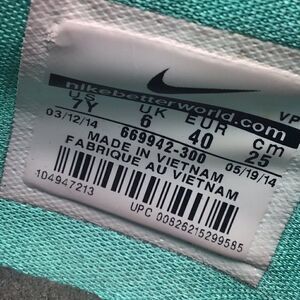 VP
nikebetterworld.com
US UK EUR cm
7Y 6 40 25
03/12/14 05/19/14
669942-300
MADE IN VIETNAM
FABRIQUE AU VIETNAM
104947213
UPC 00826215299585